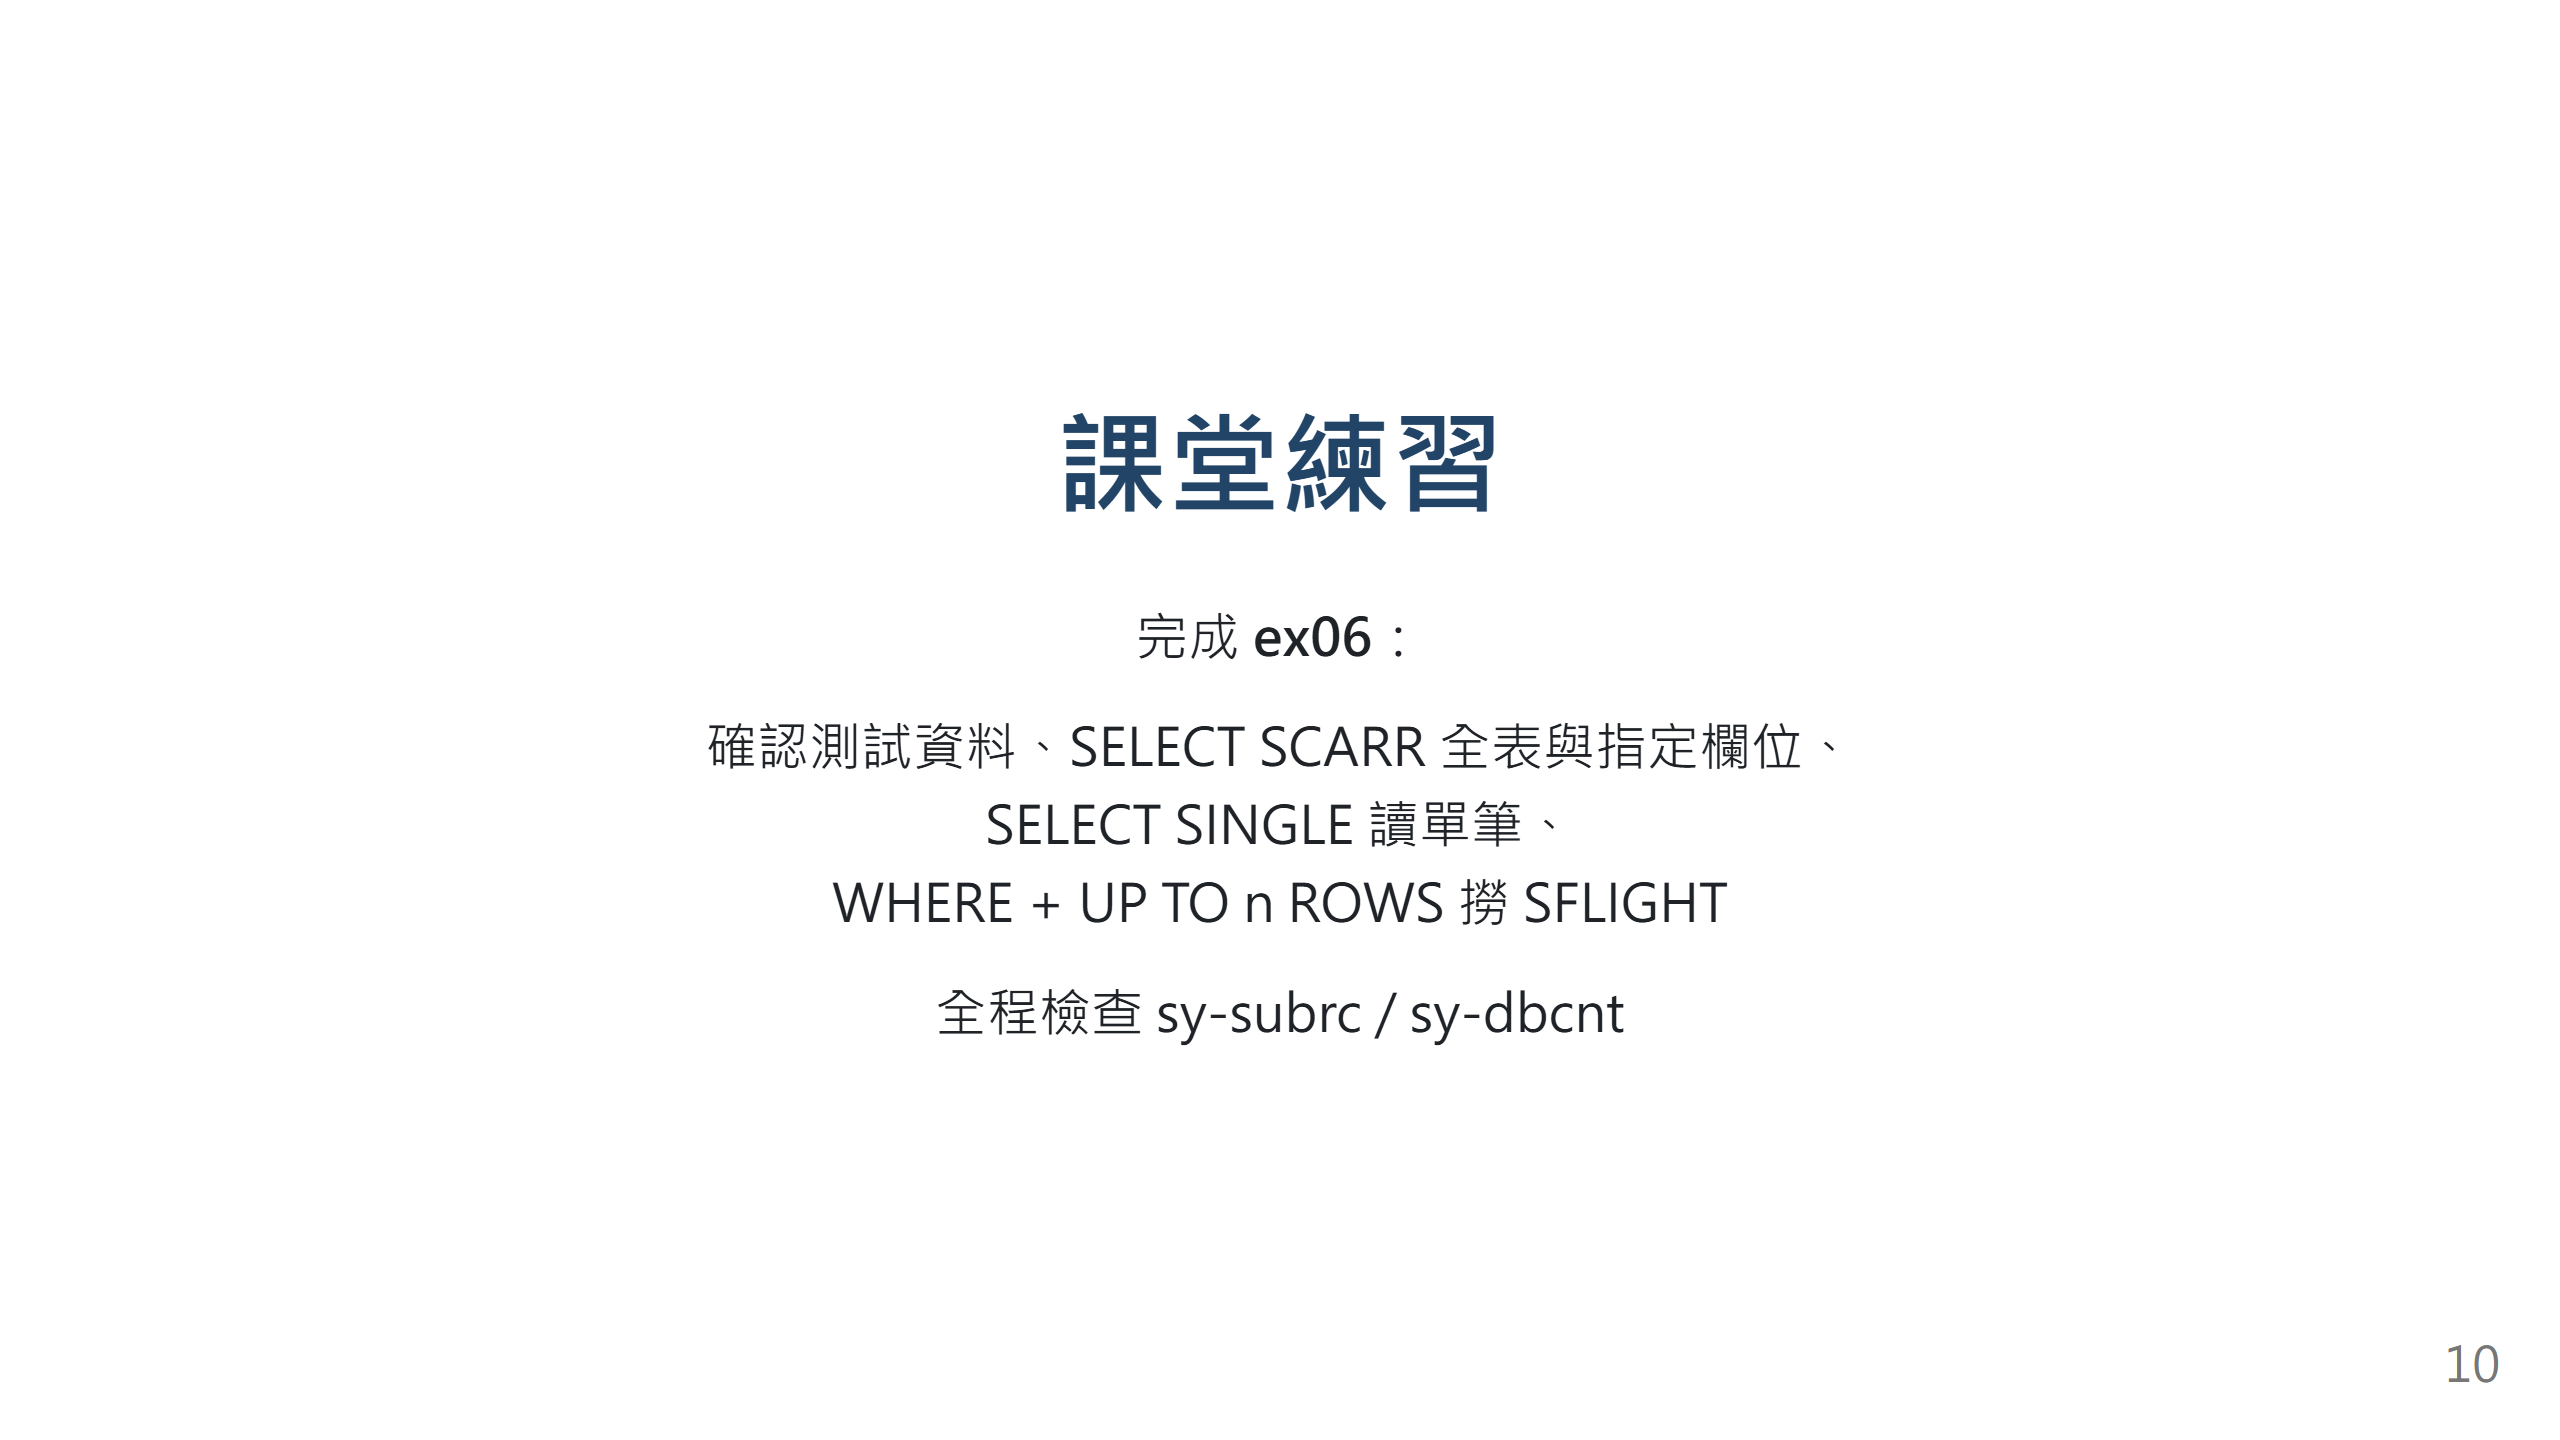 課堂練習
完成 ex06：
確認測試資料、SELECT SCARR 全表與指定欄位、
SELECT SINGLE 讀單筆、
WHERE + UP TO n ROWS 撈 SFLIGHT
全程檢查 sy-subrc / sy-dbcnt
10